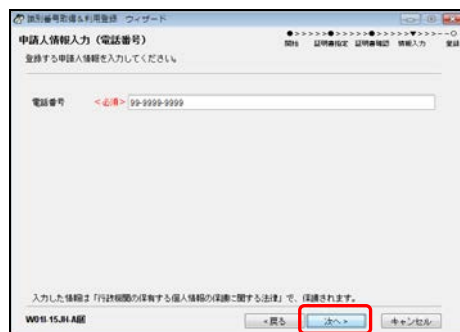 識別番号取得&利用登録 ウィザード
申請人情報入力（電話番号）
●>>>>>●>>>>>●>>>>>▼>>>--○
開始 証明書指定 証明書確認 情報入力 登録
登録する申請人情報を入力してください。
電話番号 <必須> 99-9999-9999
入力した情報は「行政機関の保有する個人情報の保護に関する法律」で、保護されます。
<戻る 次へ> キャンセル